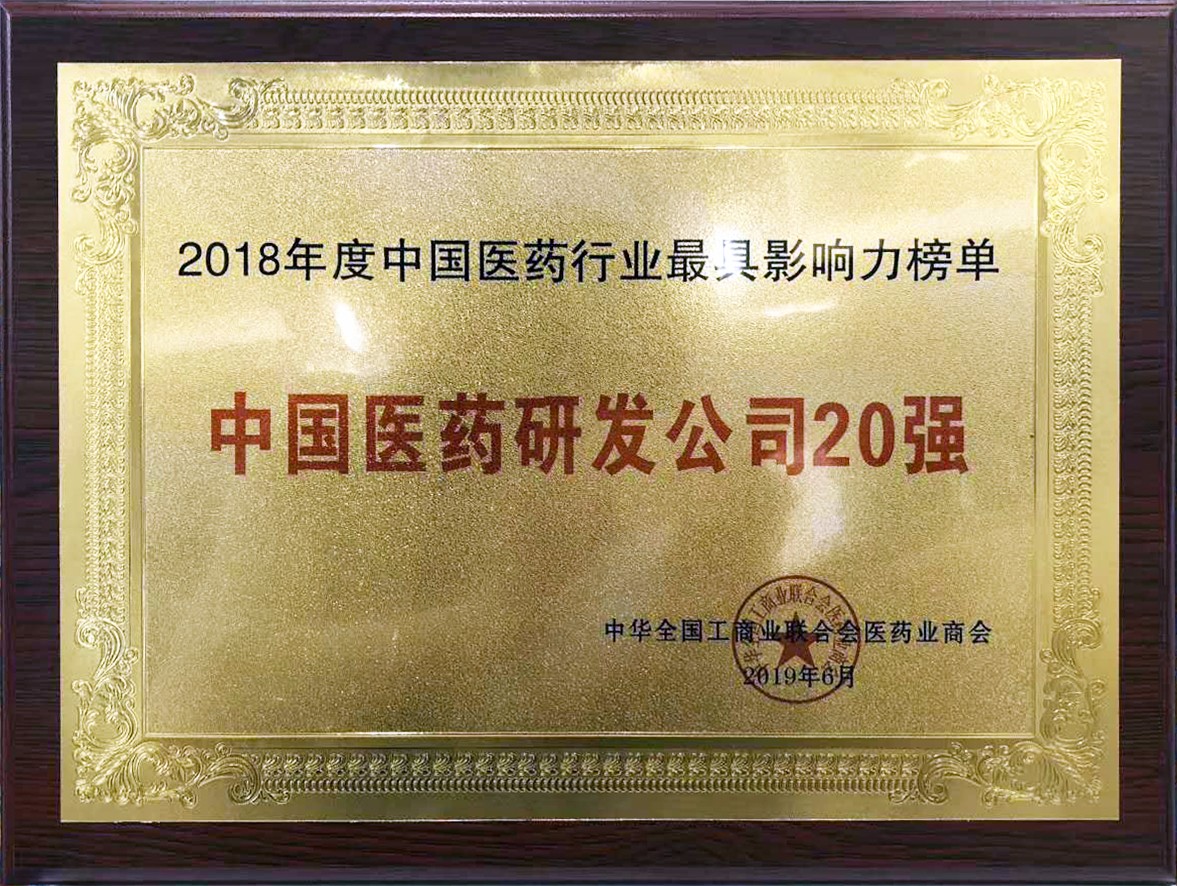 2018年度中国医药行业最具影响力榜单
中国医药研发公司20强
中华全国工商业联合会医药业商会
2019年6月